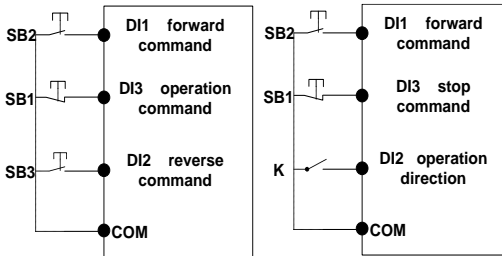 SB2
DI1 forward
command
SB1
DI3 operation
command
SB3
DI2 reverse
command
COM
SB2
DI1 forward
command
SB1
DI3 stop
command
K
DI2 operation
direction
COM